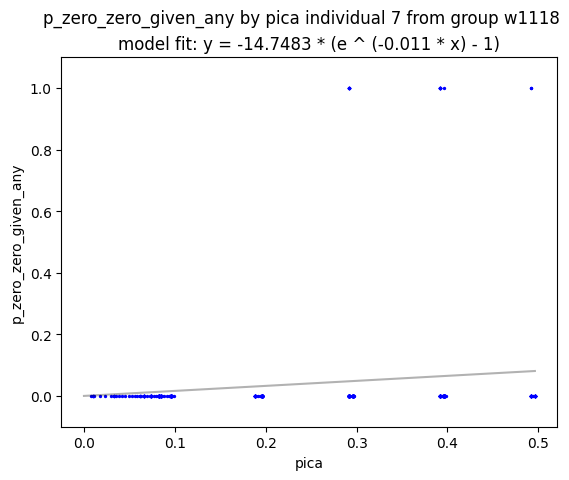 p_zero_zero_given_any by pica individual 7 from group w1118
model fit: y = -14.7483 * (e ^ (-0.011 * x) - 1)
1.0
0.8
0.6
0.4
0.2
0.0
p_zero_zero_given_any
0.0 0.1 0.2 0.3 0.4 0.5
pica